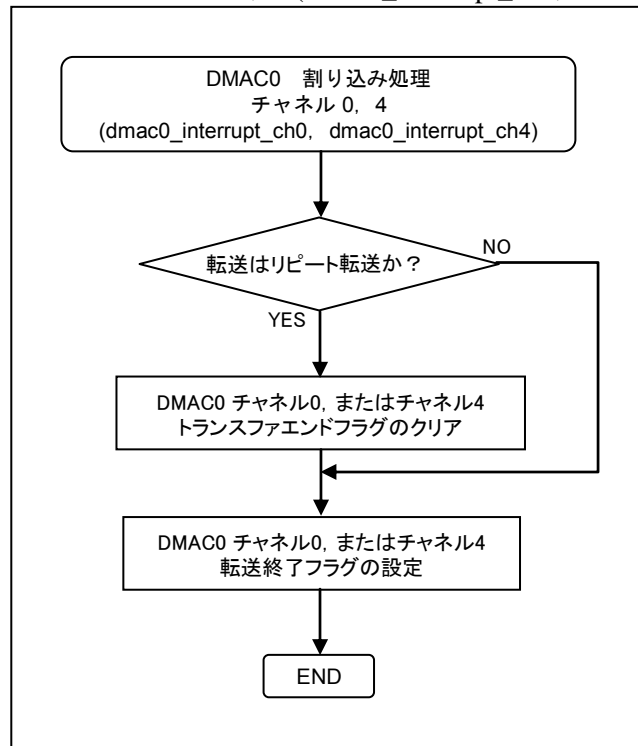 DMAC0 割り込み処理
チャネル 0, 4
(dmac0_interrupt_ch0, dmac0_interrupt_ch4)
転送はリピート転送か？
NO
YES
DMAC0 チャネル0, またはチャネル4
トランスファエンドフラグのクリア
DMAC0 チャネル0, またはチャネル4
転送終了フラグの設定
END